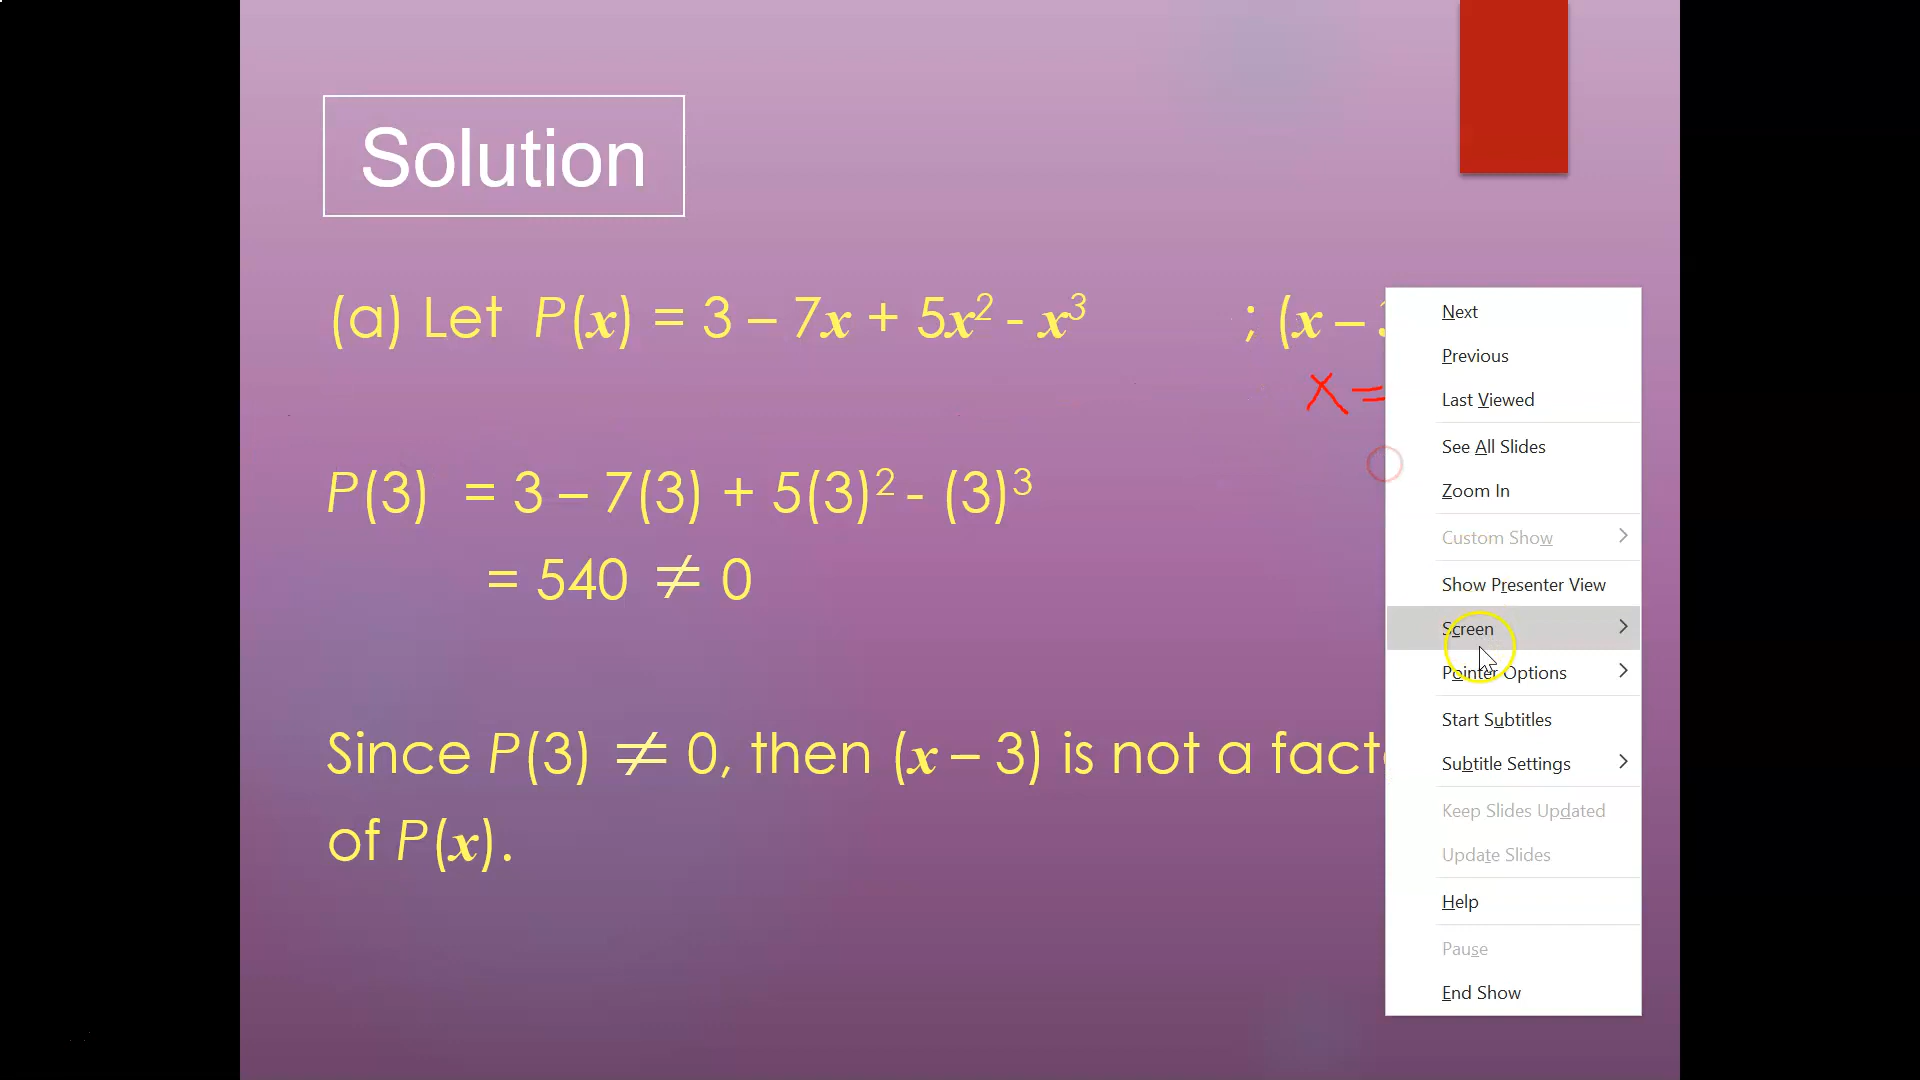 Solution
(a) Let P(x) = 3 – 7x + 5x² - x³ ; (x –
X =
P(3) = 3 – 7(3) + 5(3)² - (3)³
= 540 ≠ 0
Since P(3) ≠ 0, then (x – 3) is not a fact
of P(x).
Next
Previous
Last Viewed
See All Slides
Zoom In
Custom Show
Show Presenter View
Screen
Pointer Options
Start Subtitles
Subtitle Settings
Keep Slides Updated
Update Slides
Help
Pause
End Show